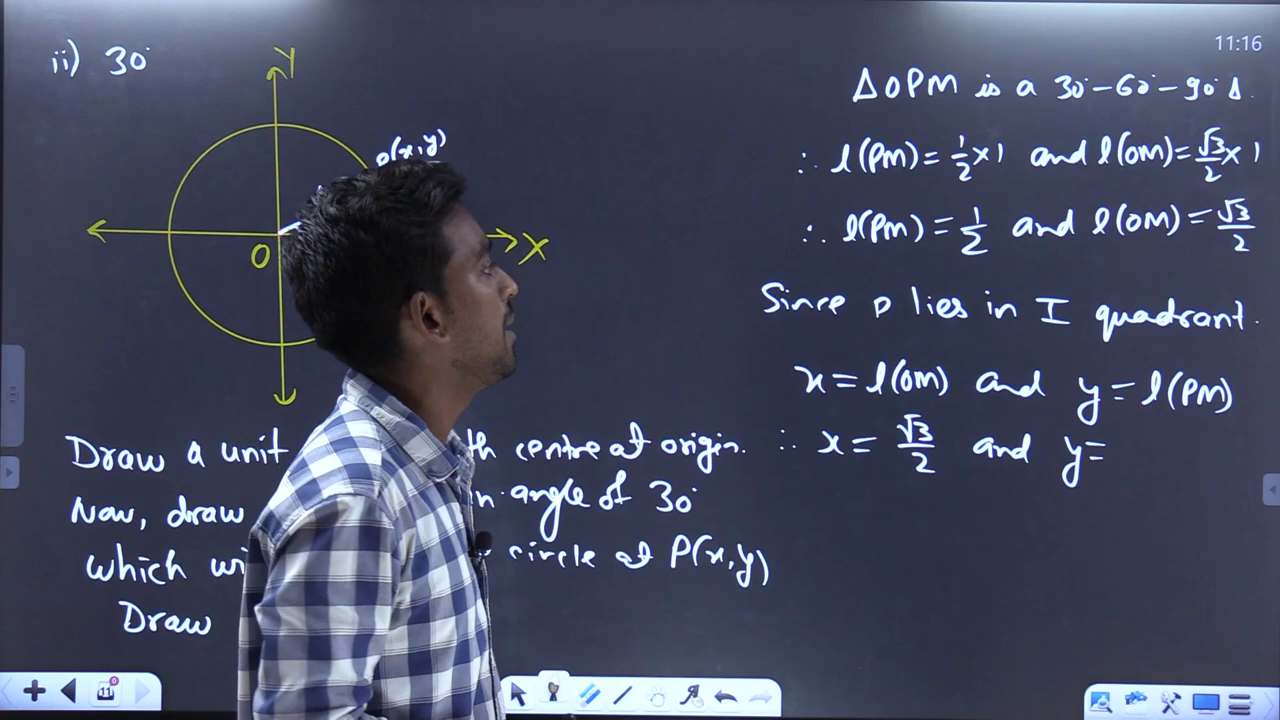 11:16
ii) 30°
Y
(x,y)
O
X
Draw a unit th centre at origin.
Now, draw angle of 30°
which circle at P(x,y)
Draw
Δ OPM is a 30°-60°-90° Δ.
∴ l(PM) = 1/2 x 1 and l(OM) = √3/2 x 1
∴ l(PM) = 1/2 and l(OM) = √3/2
Since P lies in I quadrant.
x = l(OM) and y = l(PM)
∴ x = √3/2 and y =
11